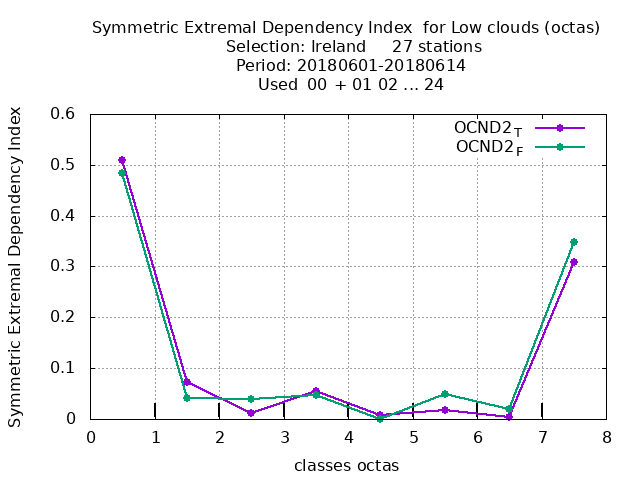 Symmetric Extremal Dependency Index  for Low clouds (octas)
Selection: Ireland     27 stations
Period: 20180601-20180614
Used  00  + 01 02 ... 24
OCND2_T
OCND2_F
Symmetric Extremal Dependency Index
0.6
0.5
0.4
0.3
0.2
0.1
0
0 1 2 3 4 5 6 7 8
classes octas